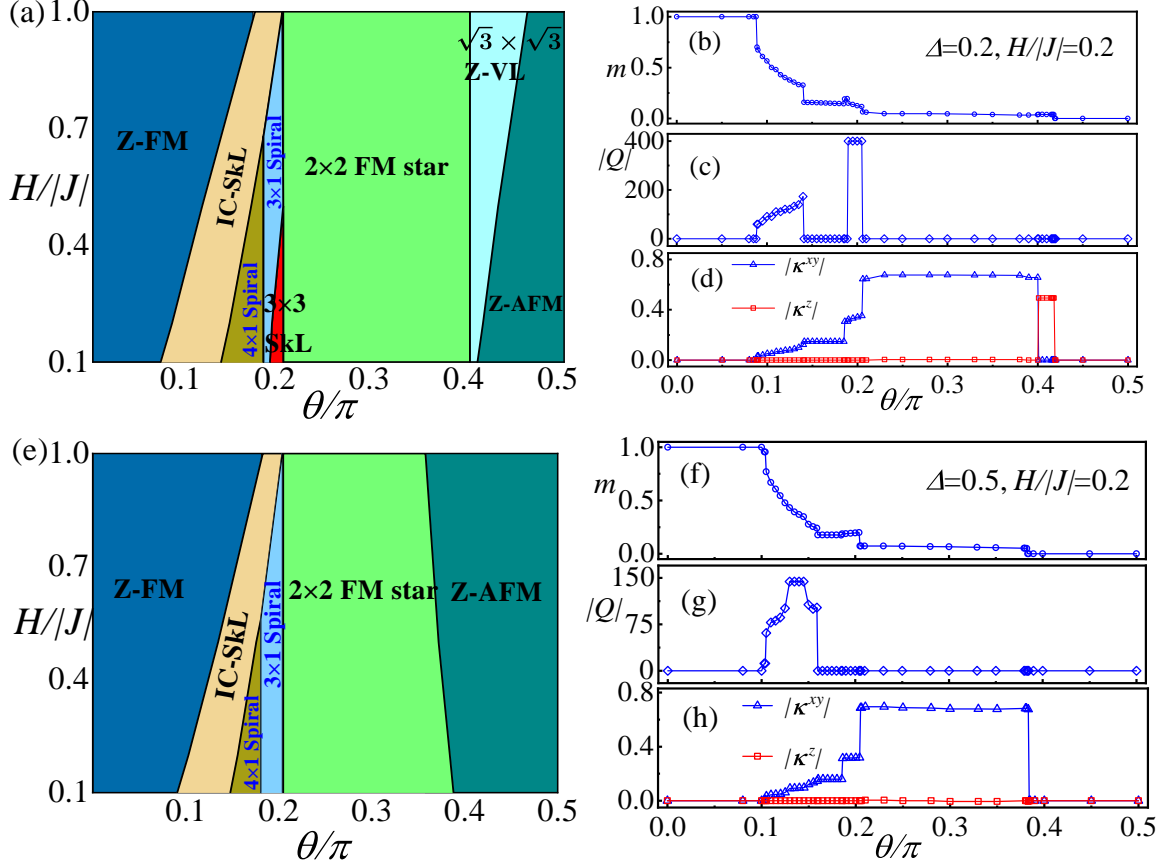 (a)
1.0
0.7
0.4
0.1
H/|J|
Z-FM
IC-SkL
4×1 Spiral
3×1 Spiral
3×3
SkL
2×2 FM star
√3 × √3
Z-VL
Z-AFM
0.1
0.2
0.3
0.4
0.5
θ/π
(b)
Δ=0.2, H/|J|=0.2
m
1.0
0.5
0.0
(c)
|Q|
400
200
0
(d)
|κ^xy|
|κ^z|
0.8
0.4
0.0
0.0
0.1
0.2
0.3
0.4
0.5
θ/π
(e)
1.0
0.7
0.4
0.1
H/|J|
Z-FM
IC-SkL
4×1 Spiral
3×1 Spiral
2×2 FM star
Z-AFM
0.1
0.2
0.3
0.4
0.5
θ/π
(f)
Δ=0.5, H/|J|=0.2
m
1.0
0.5
0.0
(g)
|Q|
150
75
0
(h)
|κ^xy|
|κ^z|
0.8
0.4
0.0
0.0
0.1
0.2
0.3
0.4
0.5
θ/π